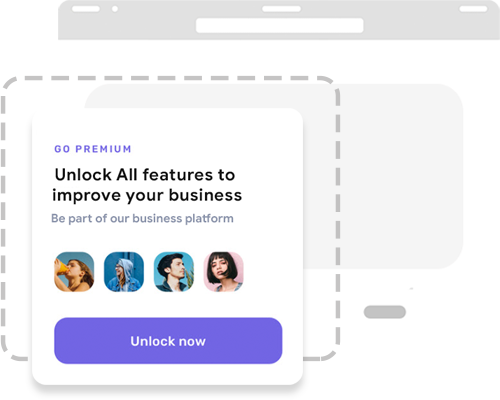 GO PREMIUM
Unlock All features to
improve your business
Be part of our business platform
Unlock now